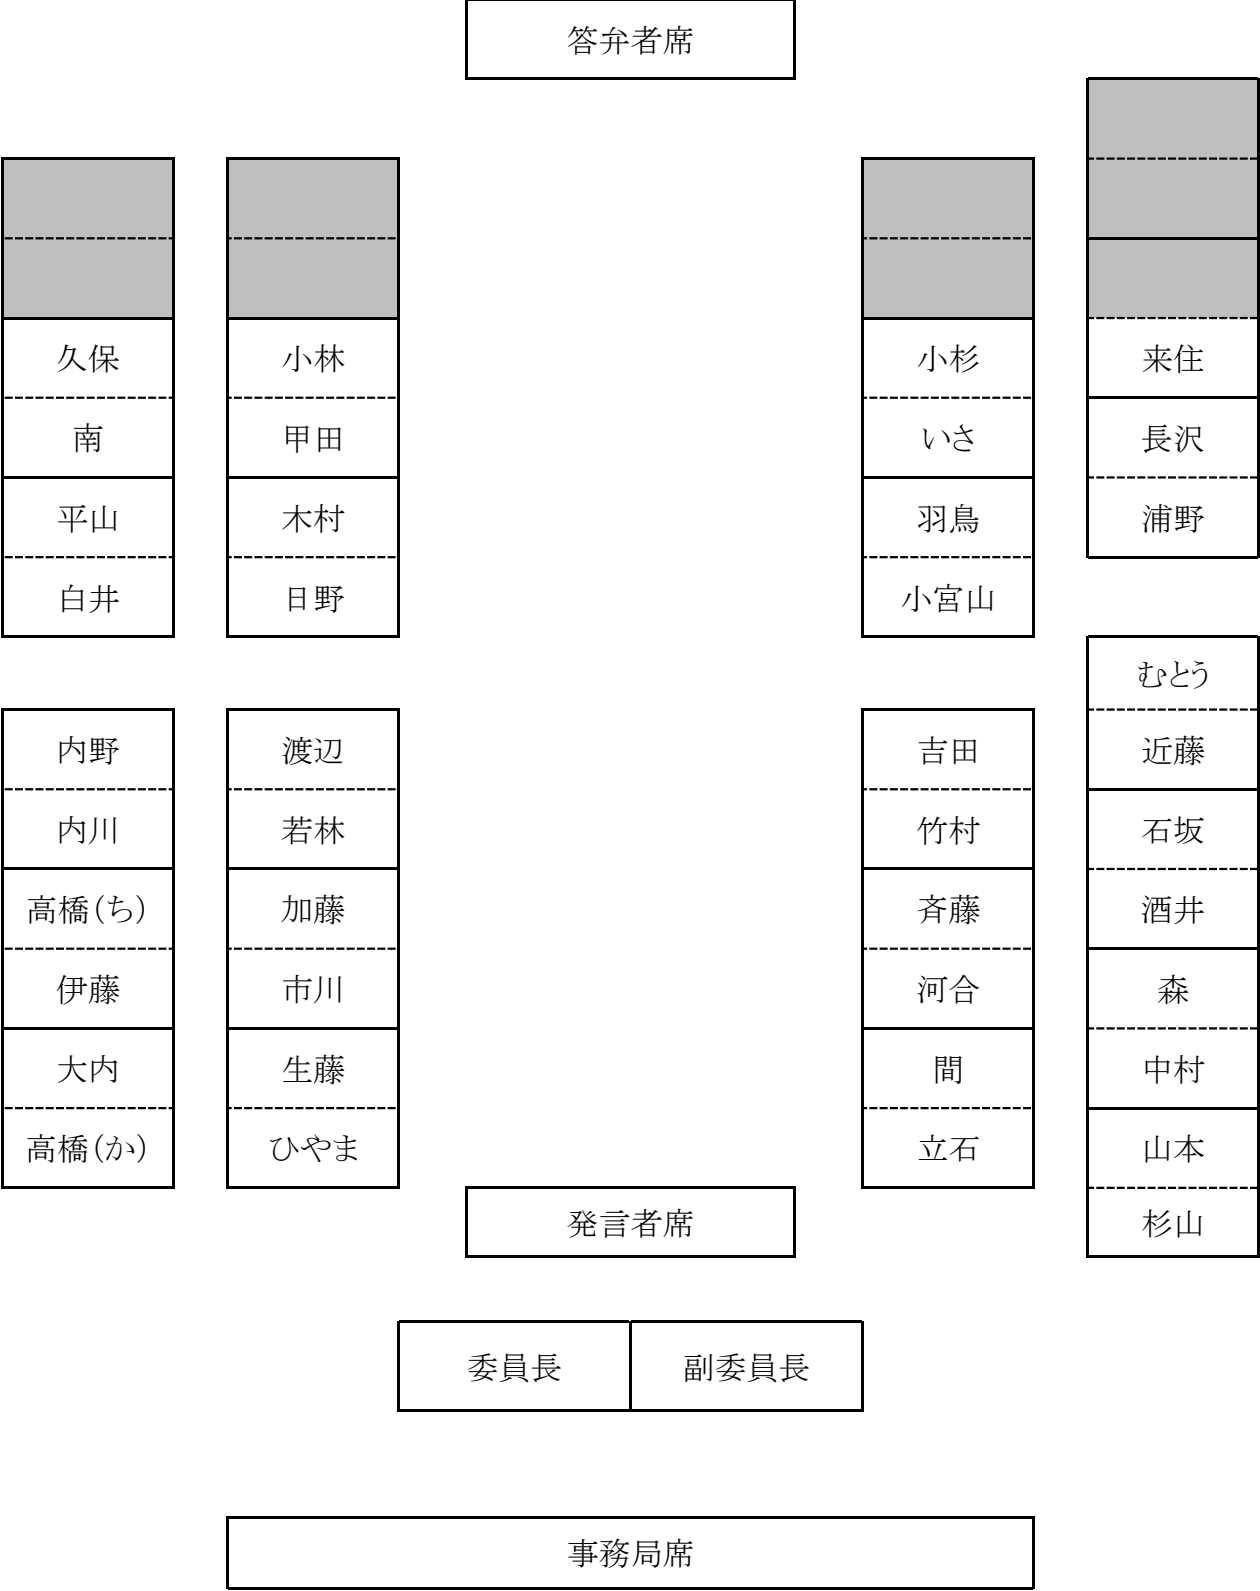 答弁者席
久保
南
平山
白井
内野
内川
高橋(ち)
伊藤
大内
高橋(か)
小林
甲田
木村
日野
渡辺
若林
加藤
市川
生藤
ひやま
小杉
いさ
羽鳥
小宮山
吉田
竹村
斉藤
河合
間
立石
来住
長沢
浦野
むとう
近藤
石坂
酒井
森
中村
山本
杉山
発言者席
委員長
副委員長
事務局席